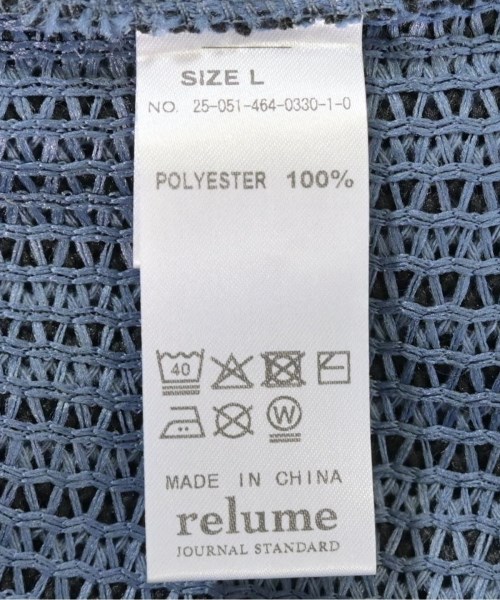 SIZE L
NO. 25-051-464-0330-1-0
POLYESTER 100%
40
W
MADE IN CHINA
relume
JOURNAL STANDARD